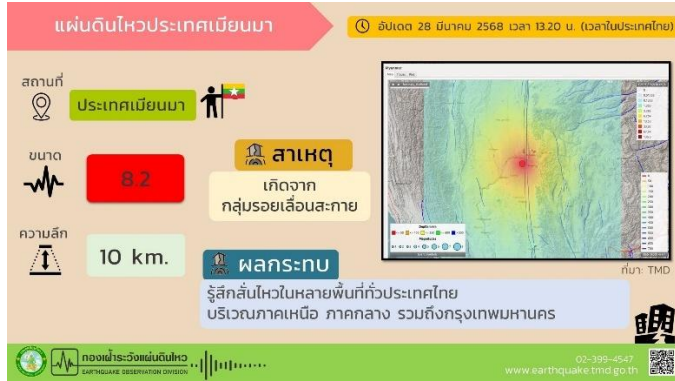 แผ่นดินไหวประเทศเมียนมา
อัปเดต 28 มีนาคม 2568 เวลา 13.20 น. (เวลาในประเทศไทย)
สถานที่
ประเทศเมียนมา
ขนาด
8.2
สาเหตุ
เกิดจาก
กลุ่มรอยเลื่อนสะกาย
ความลึก
10 km.
ที่มา: TMD
ผลกระทบ
รู้สึกสั่นไหวในหลายพื้นที่ทั่วประเทศไทย
บริเวณภาคเหนือ ภาคกลาง รวมถึงกรุงเทพมหานคร
กองเฝ้าระวังแผ่นดินไหว
EARTHQUAKE OBSERVATION DIVISION
02-399-4547
www.earthquake.tmd.go.th